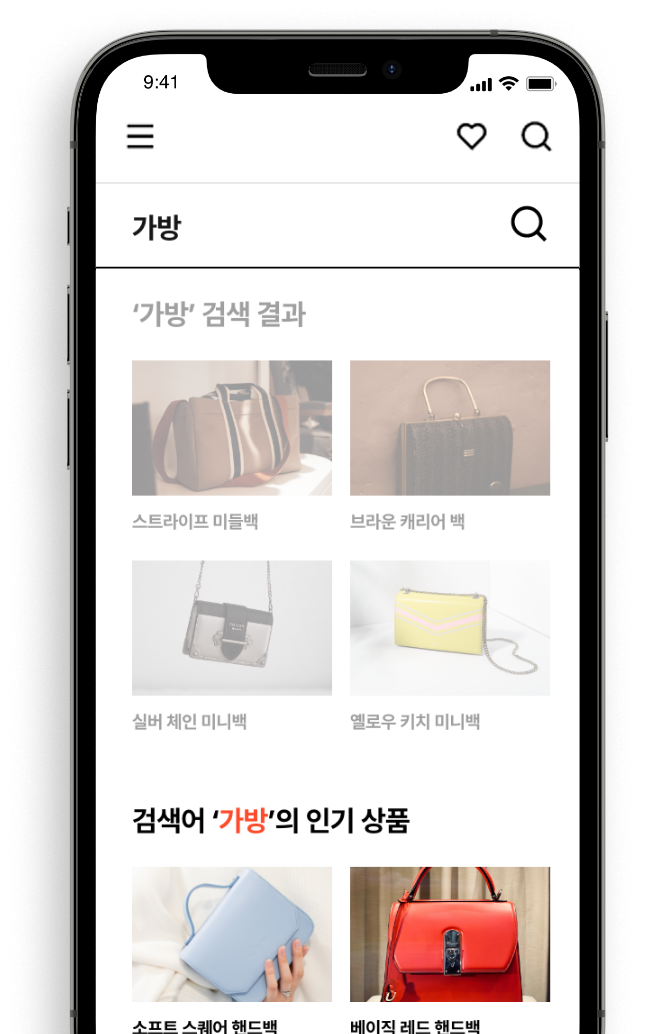 9:41
가방
‘가방’ 검색 결과
스트라이프 미들백
브라운 캐리어 백
실버 체인 미니백
옐로우 키치 미니백
검색어 ‘가방’의 인기 상품
소프트 스퀘어 핸드백
베이직 레드 핸드백